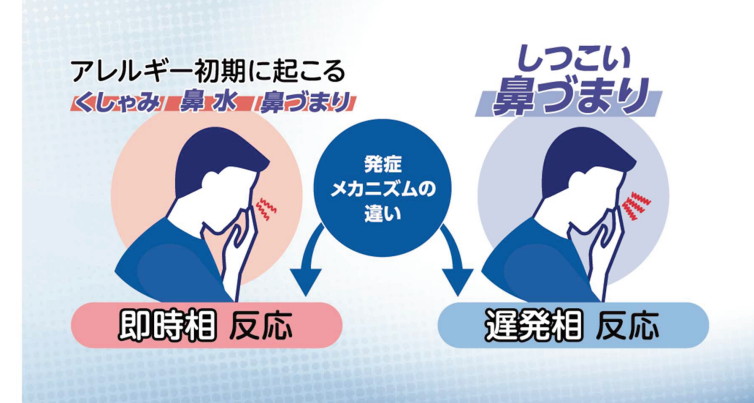 アレルギー初期に起こる
くしゃみ 鼻水 鼻づまり
しつこい
鼻づまり
発症
メカニズムの
違い
即時相 反応
遅発相 反応